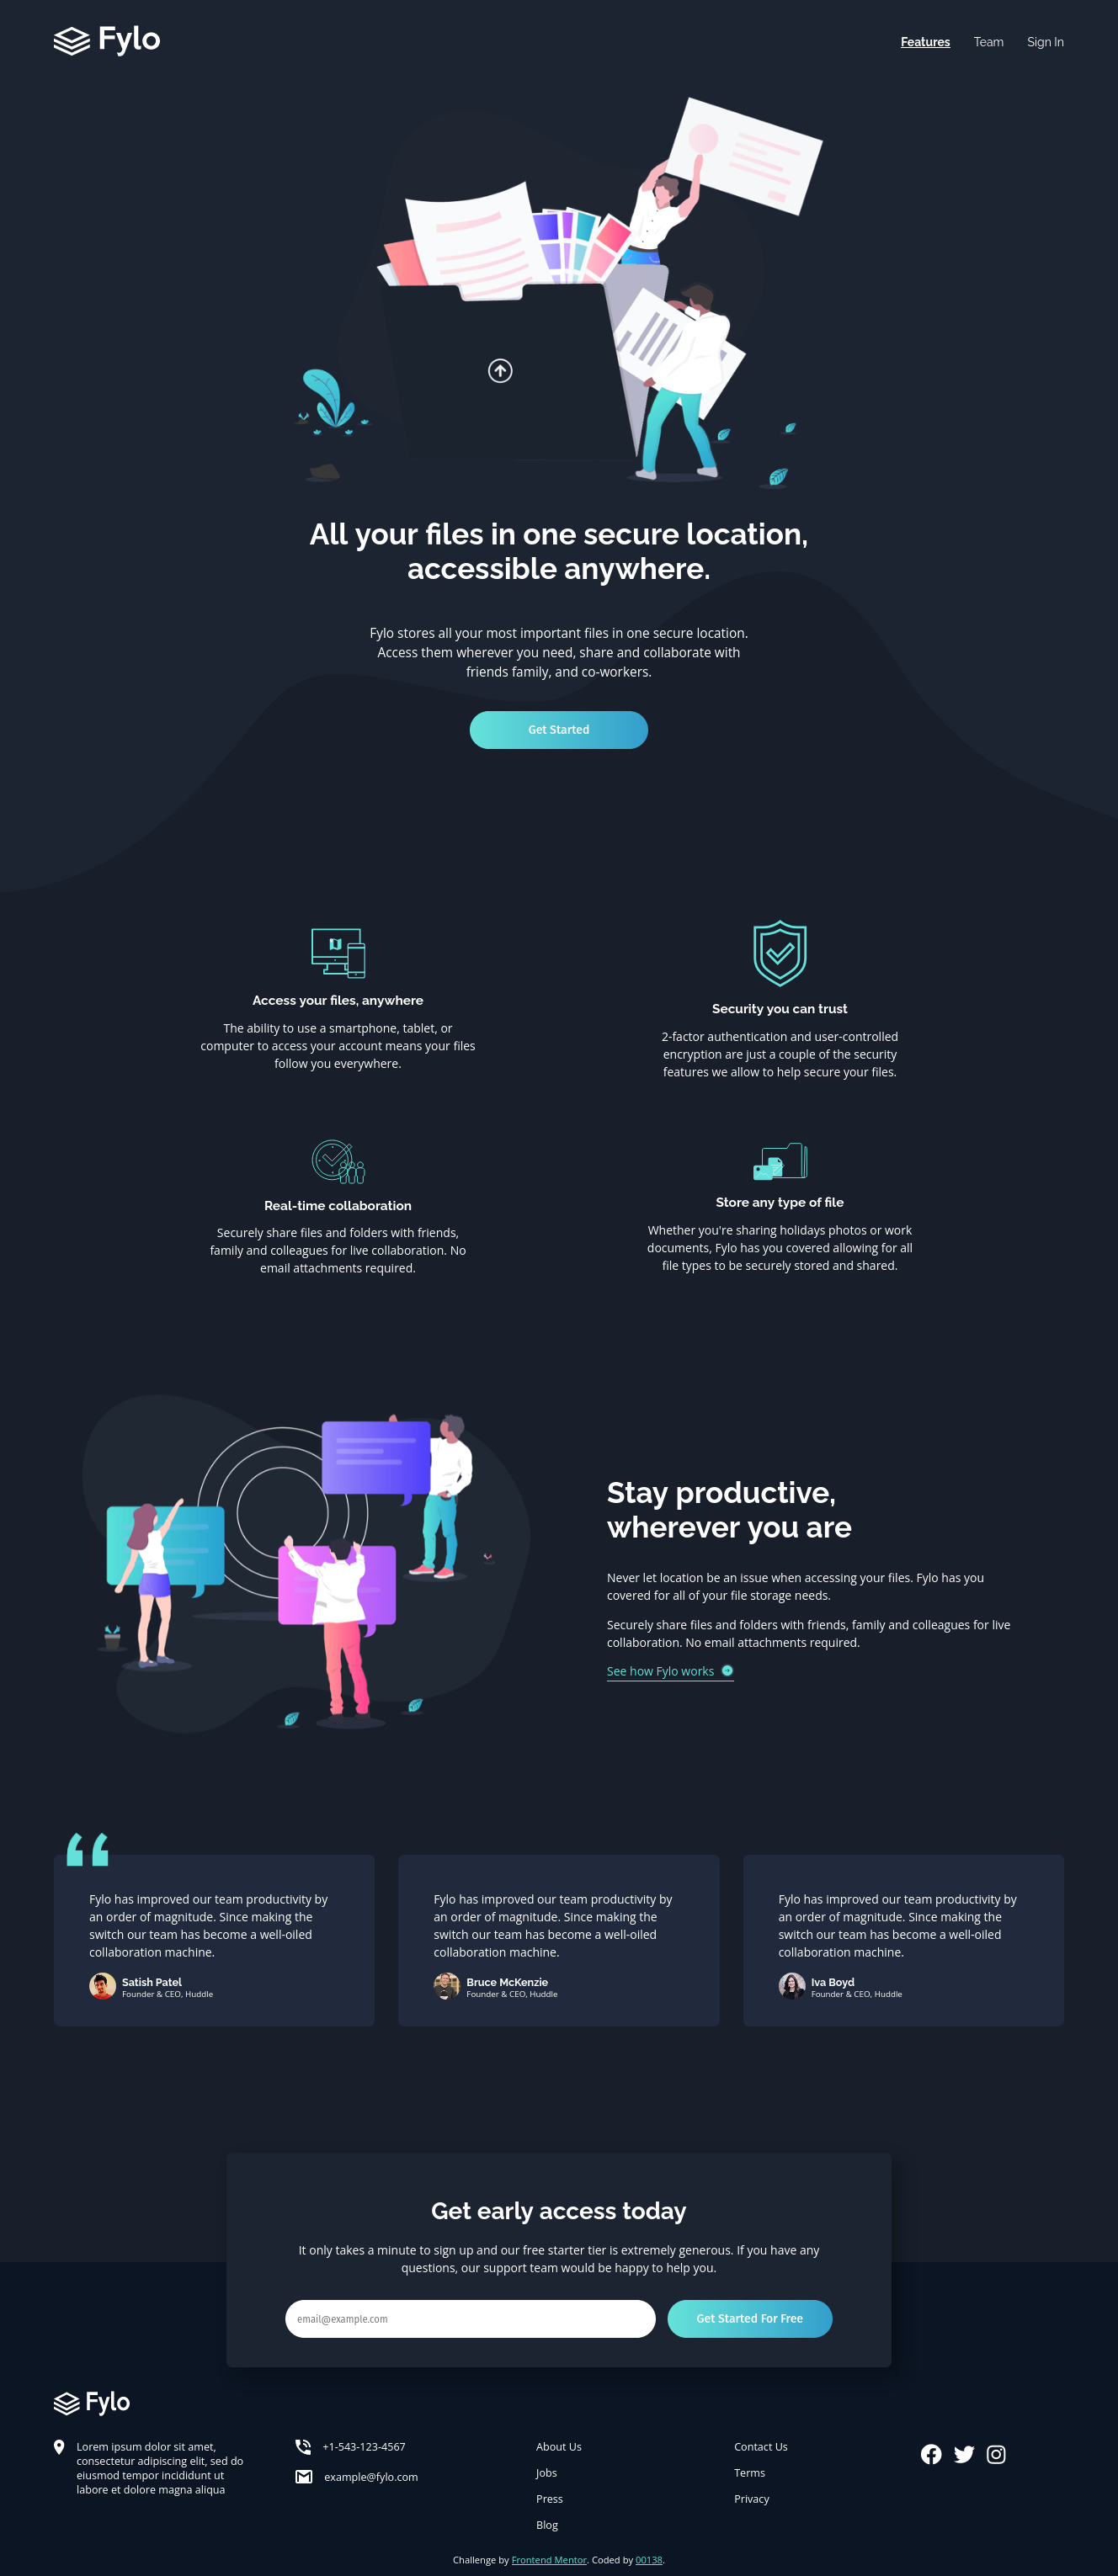 Fylo
Features Team Sign In
All your files in one secure location,
accessible anywhere.
Fylo stores all your most important files in one secure location.
Access them wherever you need, share and collaborate with
friends family, and co-workers.
Get Started
Access your files, anywhere
The ability to use a smartphone, tablet, or
computer to access your account means your files
follow you everywhere.
Security you can trust
2-factor authentication and user-controlled
encryption are just a couple of the security
features we allow to help secure your files.
Real-time collaboration
Securely share files and folders with friends,
family and colleagues for live collaboration. No
email attachments required.
Store any type of file
Whether you're sharing holidays photos or work
documents, Fylo has you covered allowing for all
file types to be securely stored and shared.
Stay productive,
wherever you are
Never let location be an issue when accessing your files. Fylo has you
covered for all of your file storage needs.
Securely share files and folders with friends, family and colleagues for live
collaboration. No email attachments required.
See how Fylo works
Fylo has improved our team productivity by
an order of magnitude. Since making the
switch our team has become a well-oiled
collaboration machine.
Satish Patel
Founder & CEO, Huddle
Fylo has improved our team productivity by
an order of magnitude. Since making the
switch our team has become a well-oiled
collaboration machine.
Bruce McKenzie
Founder & CEO, Huddle
Fylo has improved our team productivity by
an order of magnitude. Since making the
switch our team has become a well-oiled
collaboration machine.
Iva Boyd
Founder & CEO, Huddle
Get early access today
It only takes a minute to sign up and our free starter tier is extremely generous. If you have any
questions, our support team would be happy to help you.
email@example.com
Get Started For Free
Fylo
Lorem ipsum dolor sit amet,
consectetur adipiscing elit, sed do
eiusmod tempor incididunt ut
labore et dolore magna aliqua
+1-543-123-4567
example@fylo.com
About Us
Jobs
Press
Blog
Contact Us
Terms
Privacy
Challenge by Frontend Mentor. Coded by 00138.